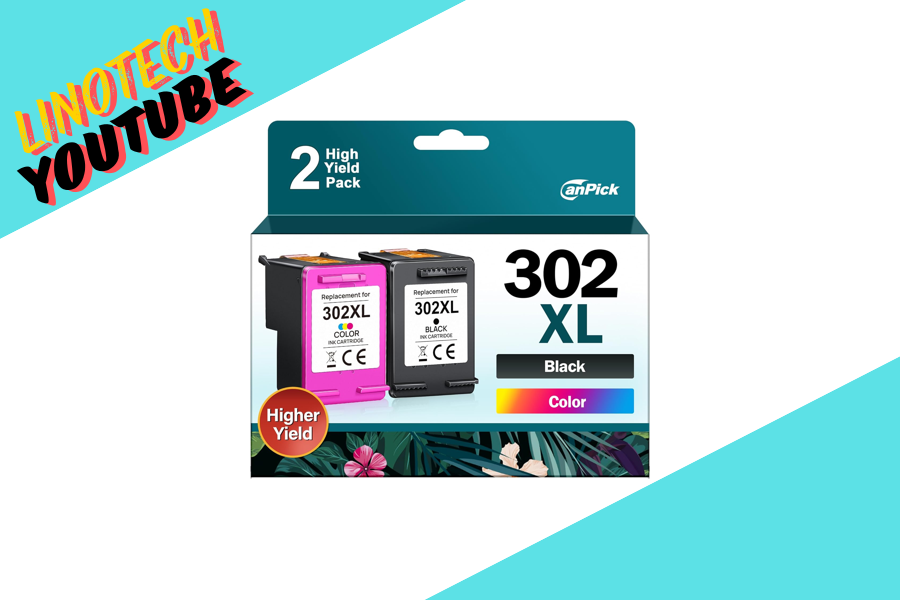 LINOTECH
YOUTUBE
2 High
Yield
Pack
CanPick
Replacement for
302XL
COLOR
INK CARTRIDGE
CE
Replacement for
302XL
BLACK
INK CARTRIDGE
CE
302
XL
Black
Color
Higher
Yield